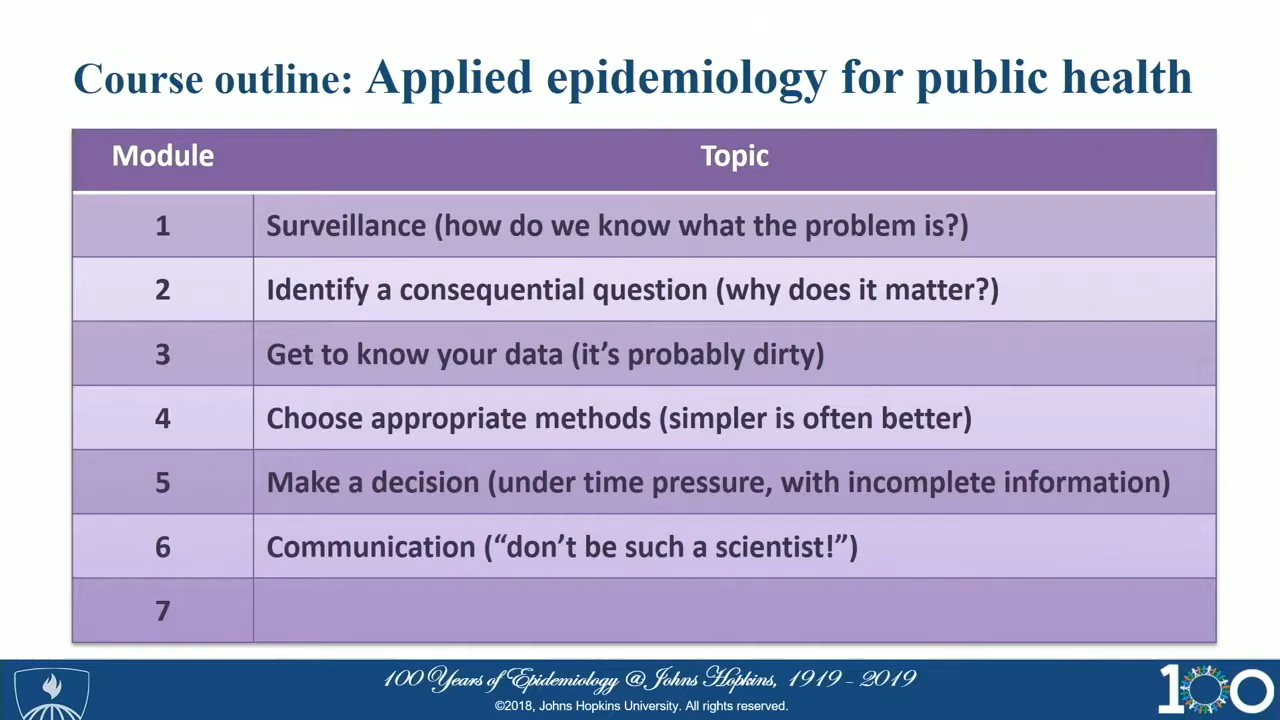 Course outline: Applied epidemiology for public health
Module Topic
1 Surveillance (how do we know what the problem is?)
2 Identify a consequential question (why does it matter?)
3 Get to know your data (it’s probably dirty)
4 Choose appropriate methods (simpler is often better)
5 Make a decision (under time pressure, with incomplete information)
6 Communication (“don’t be such a scientist!”)
7
100 Years of Epidemiology @ Johns Hopkins, 1919 – 2019
©2018, Johns Hopkins University. All rights reserved.
100